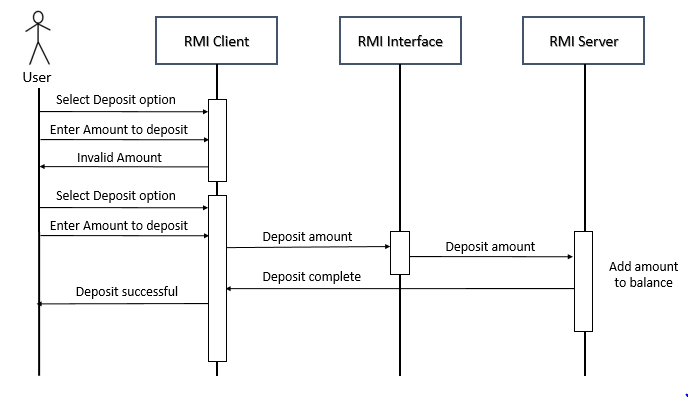 RMI Client
RMI Interface
RMI Server
User
Select Deposit option
Enter Amount to deposit
Invalid Amount
Select Deposit option
Enter Amount to deposit
Deposit amount
Deposit amount
Deposit complete
Deposit successful
Add amount
to balance